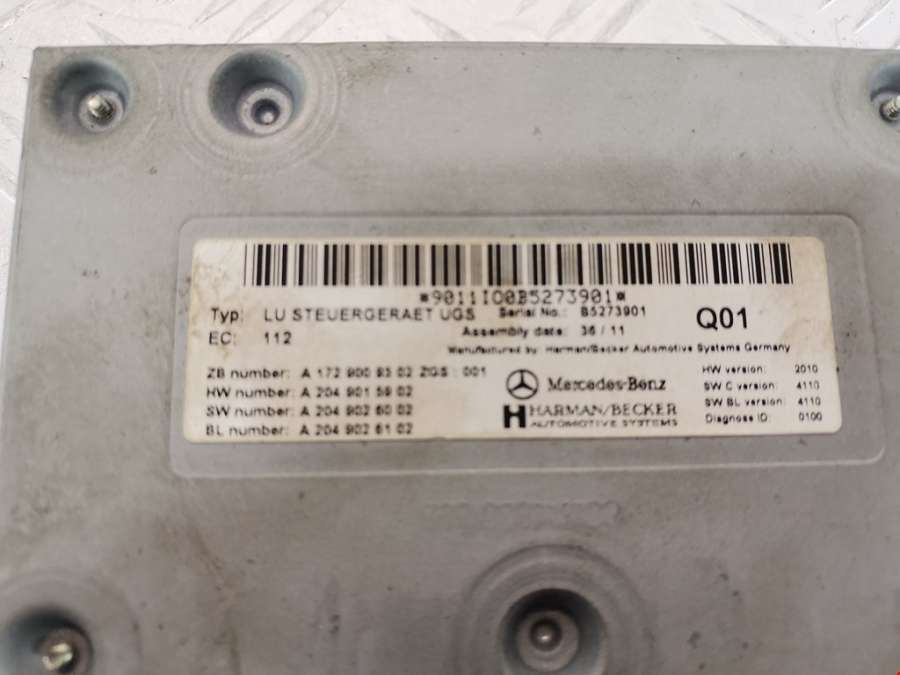 *9011IO0B5273901*
Typ: LU STEUERGERAET UGS Serial No.: B5273901
EC: 112 Assembly date: 36 / 11 Q01
Manufactured by: Harman/Becker Automotive Systems Germany
ZB number: A 172 900 93 02 ZGS: 001
HW number: A 204 901 59 02
SW number: A 204 902 60 02
BL number: A 204 902 61 02
Mercedes-Benz
HARMAN/BECKER
AUTOMOTIVE SYSTEMS
HW version: 2010
SW C version: 4110
SW BL version: 4110
Diagnose ID: 0100